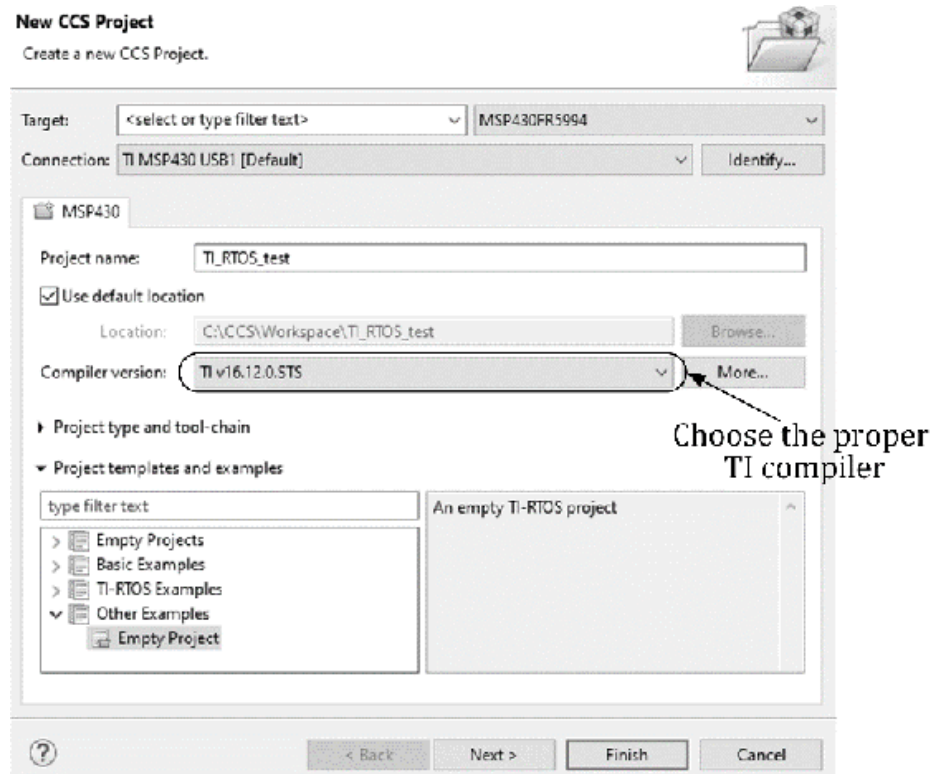 New CCS Project
Create a new CCS Project.
Target: <select or type filter text> MSP430FR5994
Connection: TI MSP430 USB1 [Default] Identify...
MSP430
Project name: TI_RTOS_test
Use default location
Location: C:\CCS\Workspace\TI_RTOS_test Browse...
Compiler version: TI v16.12.0.STS More...
Choose the proper
TI compiler
Project type and tool-chain
Project templates and examples
type filter text
An empty TI-RTOS project
Empty Projects
Basic Examples
TI-RTOS Examples
Other Examples
Empty Project
? < Back Next > Finish Cancel